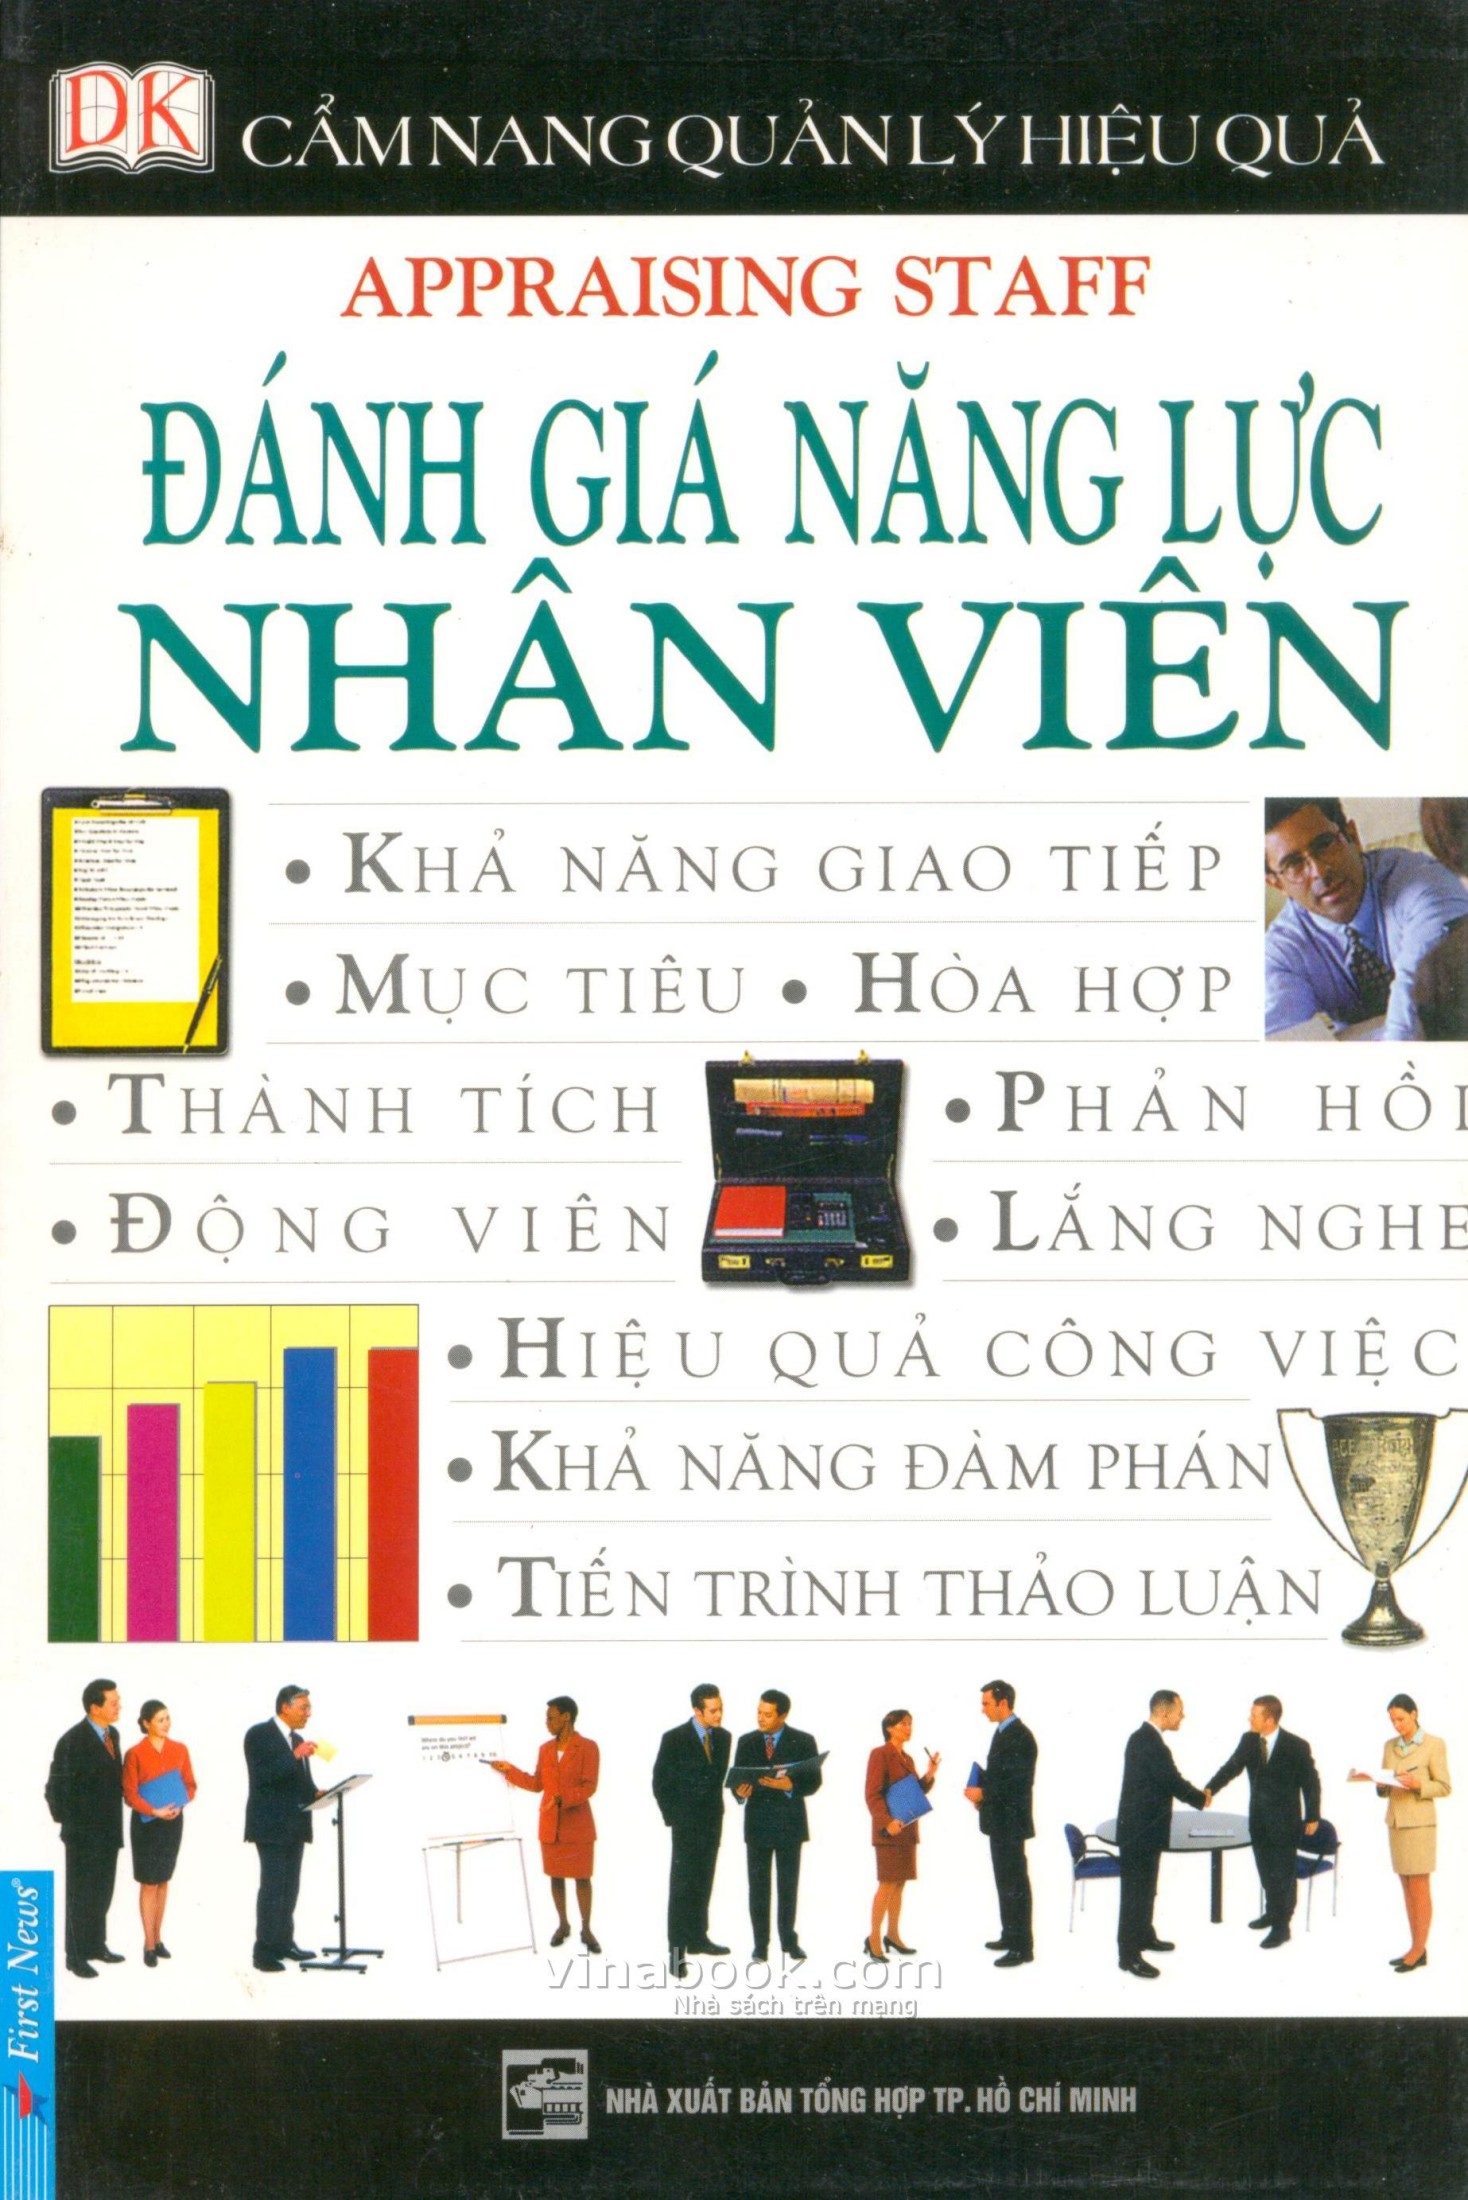 DK
CẨM NANG QUẢN LÝ HIỆU QUẢ
APPRAISING STAFF
ĐÁNH GIÁ NĂNG LỰC
NHÂN VIÊN
• KHẢ NĂNG GIAO TIẾP
• MỤC TIÊU • HÒA HỢP
• THÀNH TÍCH
• PHẢN HỒI
• ĐỘNG VIÊN
• LẮNG NGHE
• HIỆU QUẢ CÔNG VIỆC
• KHẢ NĂNG ĐÀM PHÁN
• TIẾN TRÌNH THẢO LUẬN
First News®
vinabook.com
Nhà sách trên mạng
NHÀ XUẤT BẢN TỔNG HỢP TP. HỒ CHÍ MINH